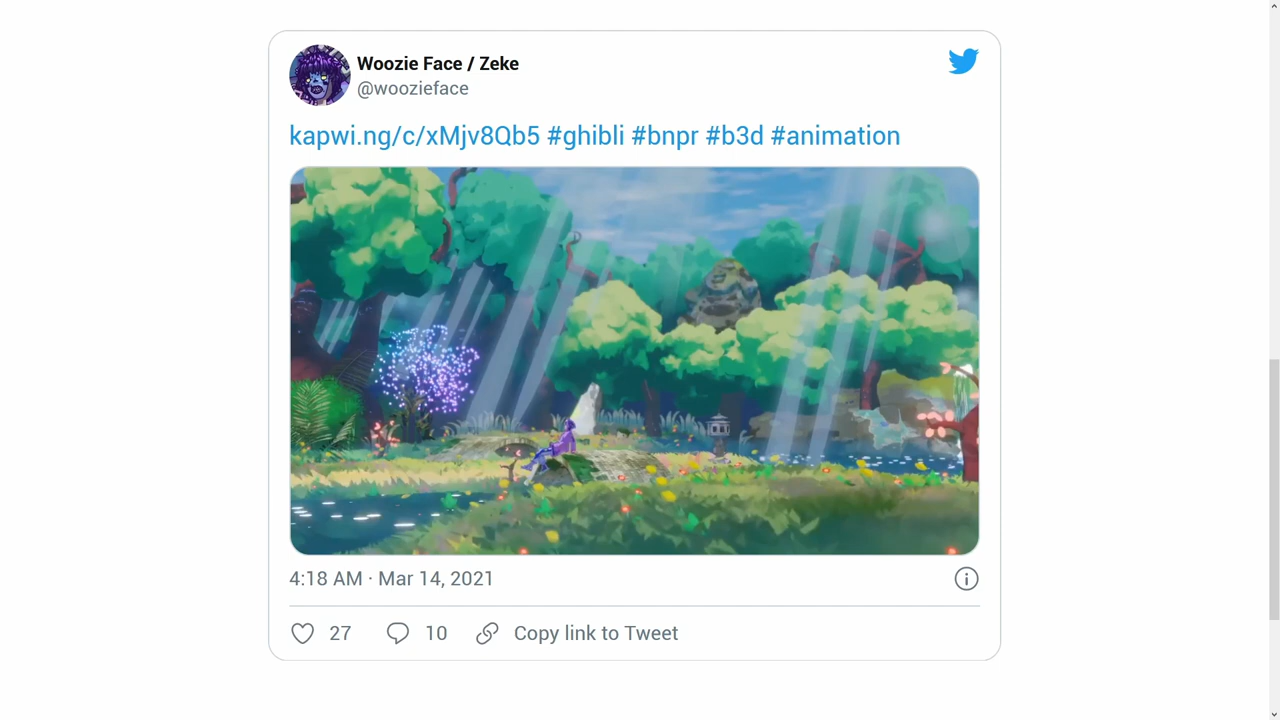 Woozie Face / Zeke
@woozieface
kapwi.ng/c/xMjv8Qb5 #ghibli #bnpr #b3d #animation
4:18 AM · Mar 14, 2021
27 10 Copy link to Tweet